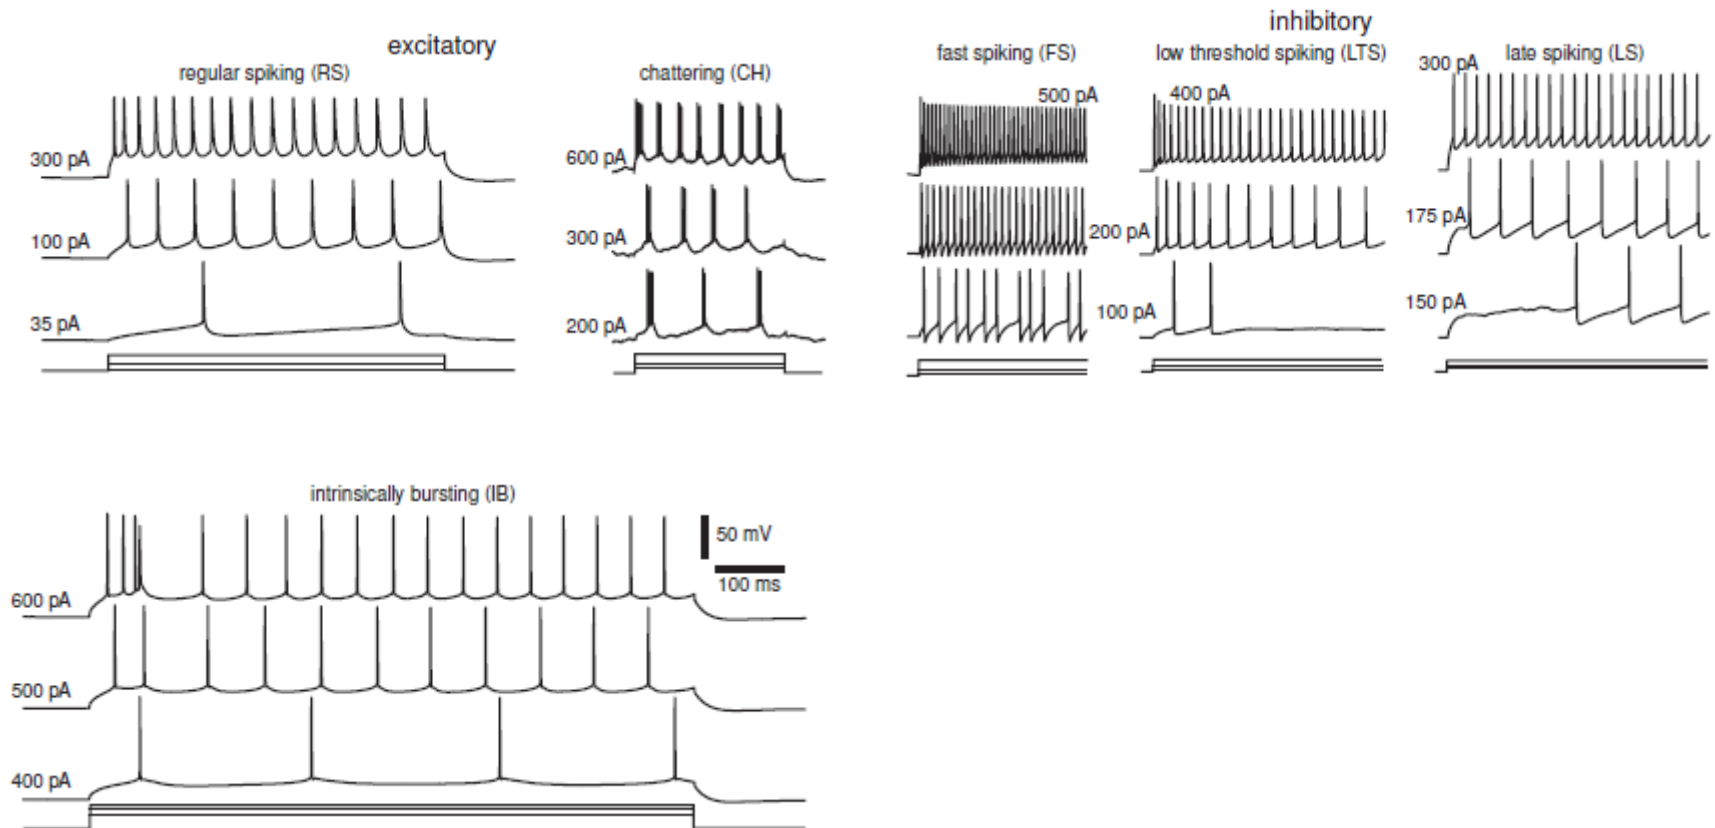 excitatory
inhibitory
regular spiking (RS)
chattering (CH)
fast spiking (FS)
low threshold spiking (LTS)
late spiking (LS)
300 pA
100 pA
35 pA
600 pA
300 pA
200 pA
500 pA
400 pA
200 pA
100 pA
300 pA
175 pA
150 pA
intrinsically bursting (IB)
50 mV
100 ms
600 pA
500 pA
400 pA